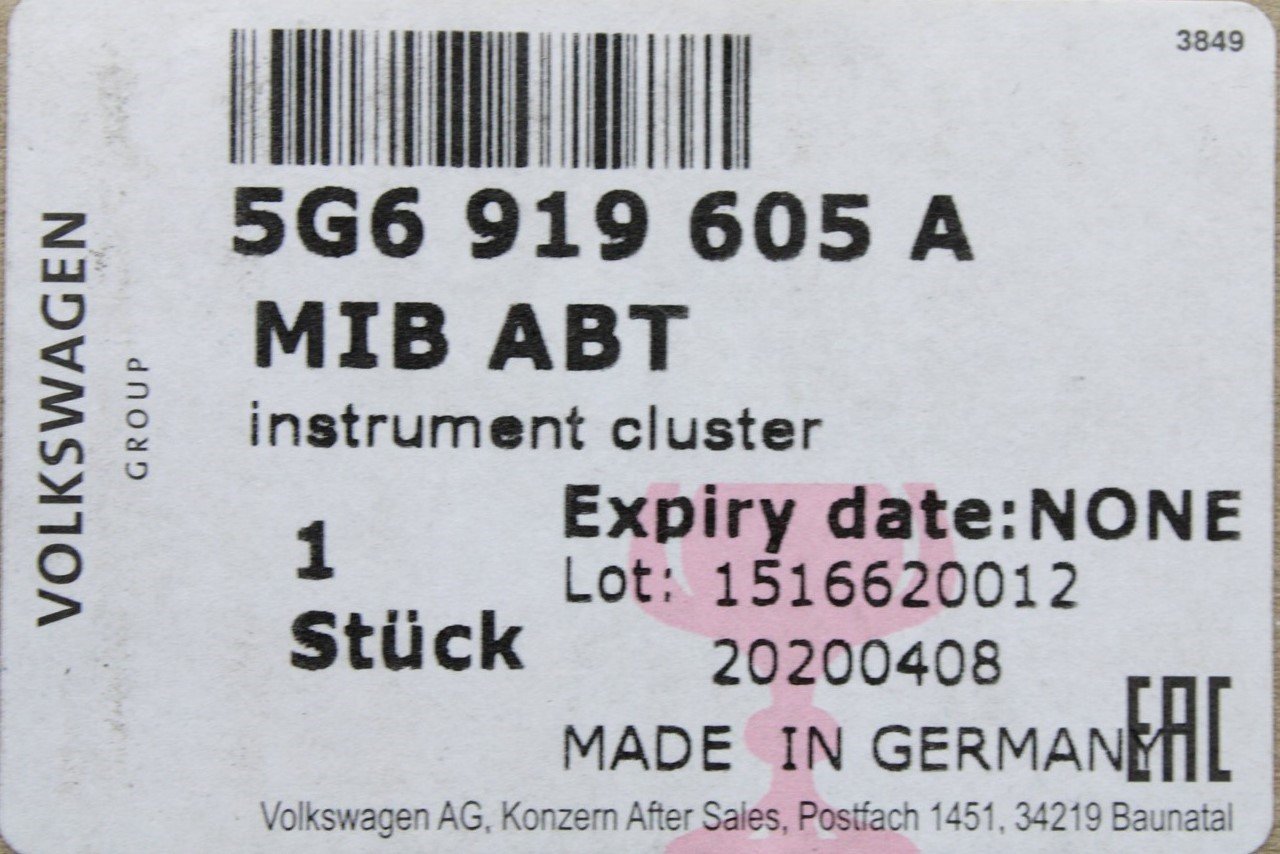 3849
VOLKSWAGEN
GROUP
5G6 919 605 A
MIB ABT
instrument cluster
1
Stück
Expiry date:NONE
Lot: 1516620012
20200408
MADE IN GERMANY
EAC
Volkswagen AG, Konzern After Sales, Postfach 1451, 34219 Baunatal